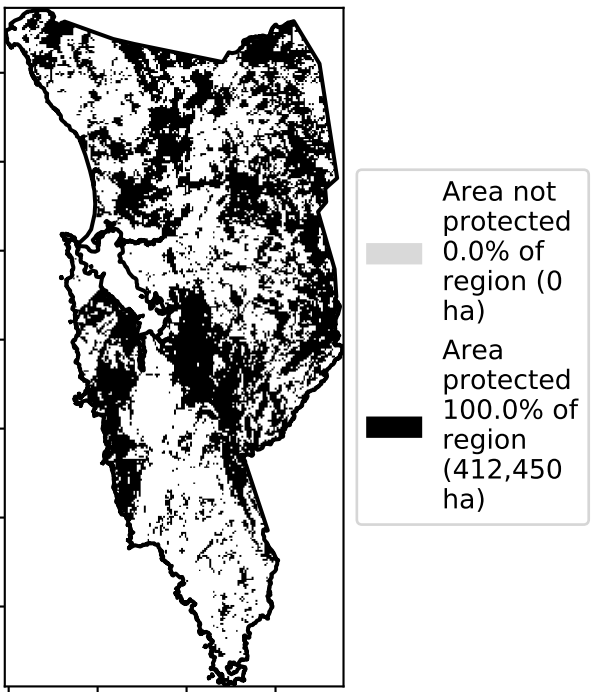 Area not
protected
0.0% of
region (0
ha)
Area
protected
100.0% of
region
(412,450
ha)